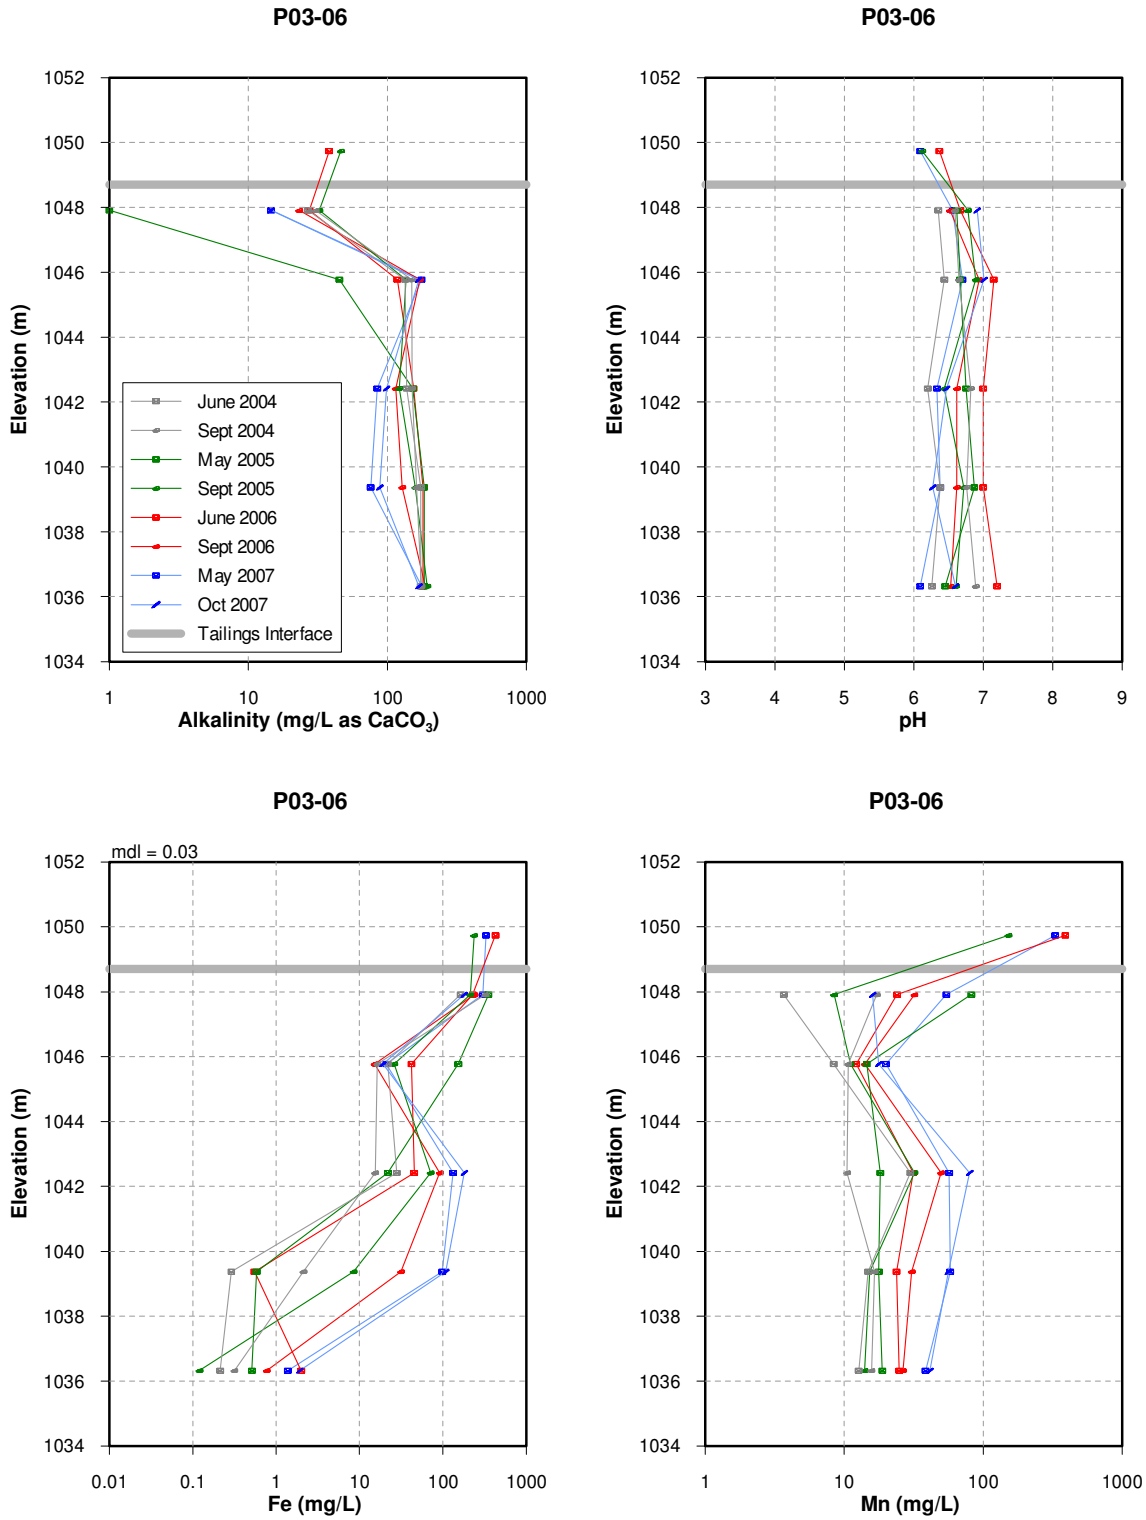 P03-06
1052
1050
1048
1046
1044
1042
1040
1038
1036
1034
Elevation (m)
June 2004
Sept 2004
May 2005
Sept 2005
June 2006
Sept 2006
May 2007
Oct 2007
Tailings Interface
1 10 100 1000
Alkalinity (mg/L as CaCO₃)
P03-06
1052
1050
1048
1046
1044
1042
1040
1038
1036
1034
Elevation (m)
3 4 5 6 7 8 9
pH
P03-06
mdl = 0.03
1052
1050
1048
1046
1044
1042
1040
1038
1036
1034
Elevation (m)
0.01 0.1 1 10 100 1000
Fe (mg/L)
P03-06
1052
1050
1048
1046
1044
1042
1040
1038
1036
1034
Elevation (m)
1 10 100 1000
Mn (mg/L)